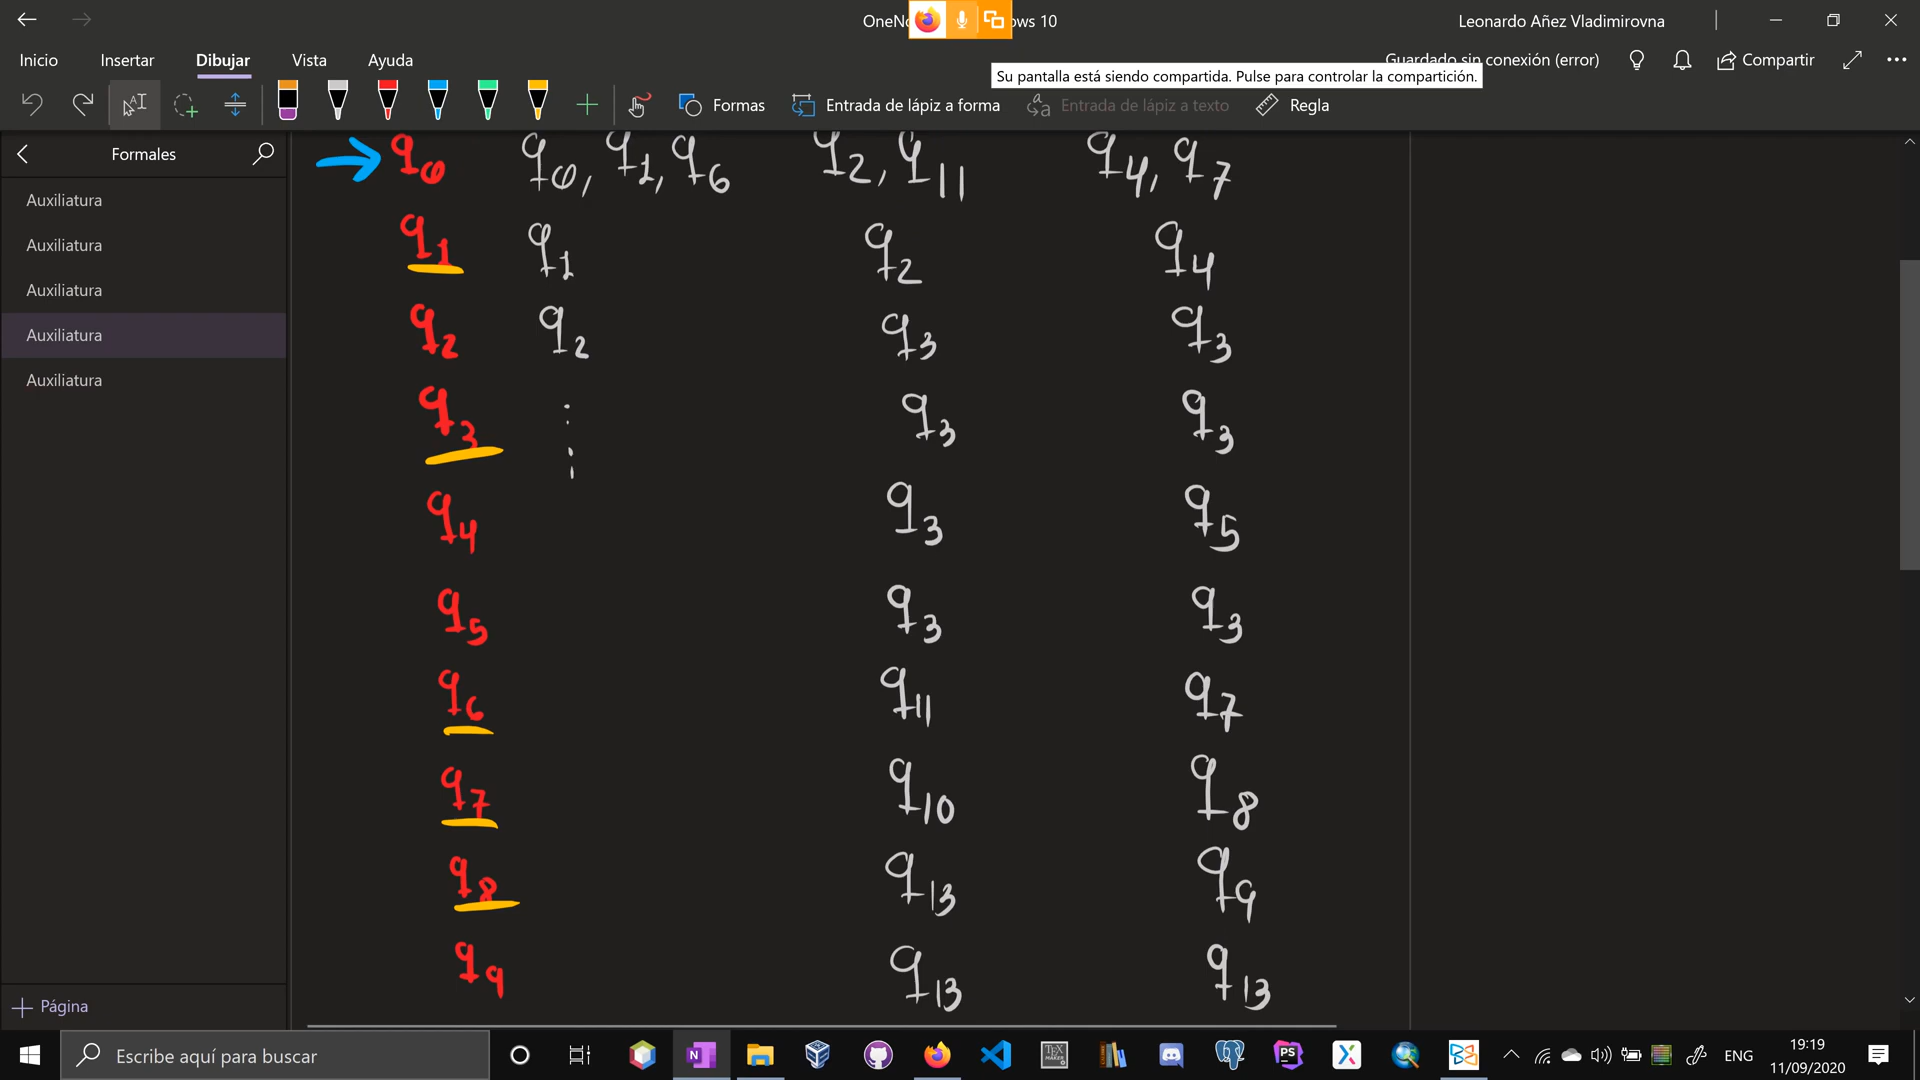 OneNo
ows 10
Leonardo Añez Vladimirovna
Inicio Insertar Dibujar Vista Ayuda
Guardado sin conexión (error)
Compartir
Su pantalla está siendo compartida. Pulse para controlar la compartición.
Formas
Entrada de lápiz a forma
Entrada de lápiz a texto
Regla
Formales
Auxiliatura
Auxiliatura
Auxiliatura
Auxiliatura
Auxiliatura
Página
q0 q0, q1, q6 q2, q11 q4, q7
q1 q1 q2 q4
q2 q2 q3 q3
q3 q3 q3
q4 q3 q5
q5 q3 q3
q6 q11 q7
q7 q10 q8
q8 q13 q9
q9 q13 q13
Escribe aquí para buscar
ENG
19:19
11/09/2020